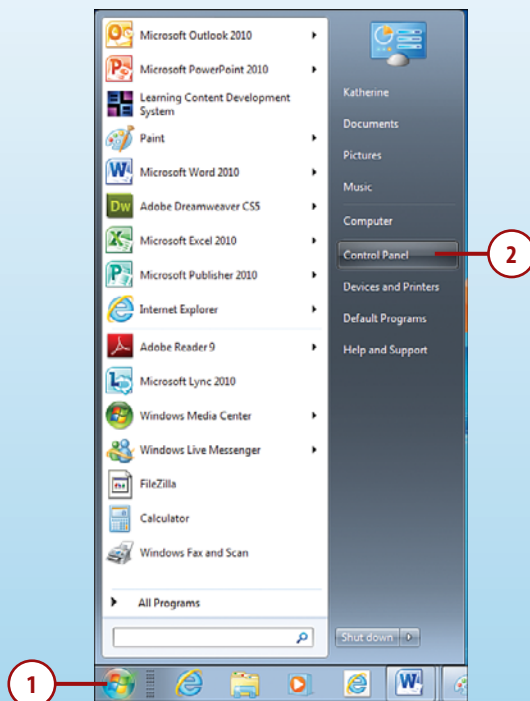 Microsoft Outlook 2010
Microsoft PowerPoint 2010
Learning Content Development
System
Paint
Microsoft Word 2010
Adobe Dreamweaver CS5
Microsoft Excel 2010
Microsoft Publisher 2010
Internet Explorer
Adobe Reader 9
Microsoft Lync 2010
Windows Media Center
Windows Live Messenger
FileZilla
Calculator
Windows Fax and Scan
All Programs
Katherine
Documents
Pictures
Music
Computer
Control Panel
2
Devices and Printers
Default Programs
Help and Support
Shut down
1